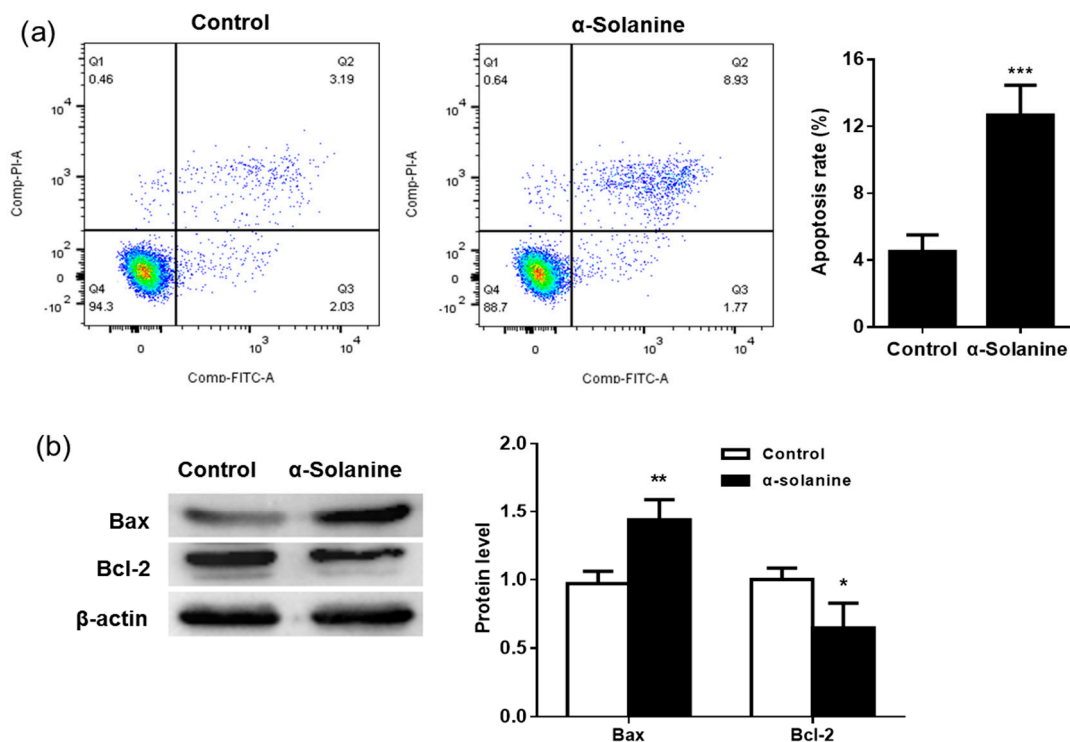 (a)
Control
Q1
0.46
Q2
3.19
10⁴
10³
10²
0
-10²
Q4
94.3
Q3
2.03
0
10³
10⁴
Comp-PI-A
Comp-FITC-A
α-Solanine
Q1
0.64
Q2
8.93
10⁴
10³
10²
0
-10²
Q4
88.7
Q3
1.77
0
10³
10⁴
Comp-PI-A
Comp-FITC-A
Apoptosis rate (%)
16
12
8
4
0
***
Control α-Solanine
(b)
Control α-Solanine
Bax
Bcl-2
β-actin
Protein level
2.0
1.5
1.0
0.5
0.0
Control
α-solanine
**
*
Bax Bcl-2